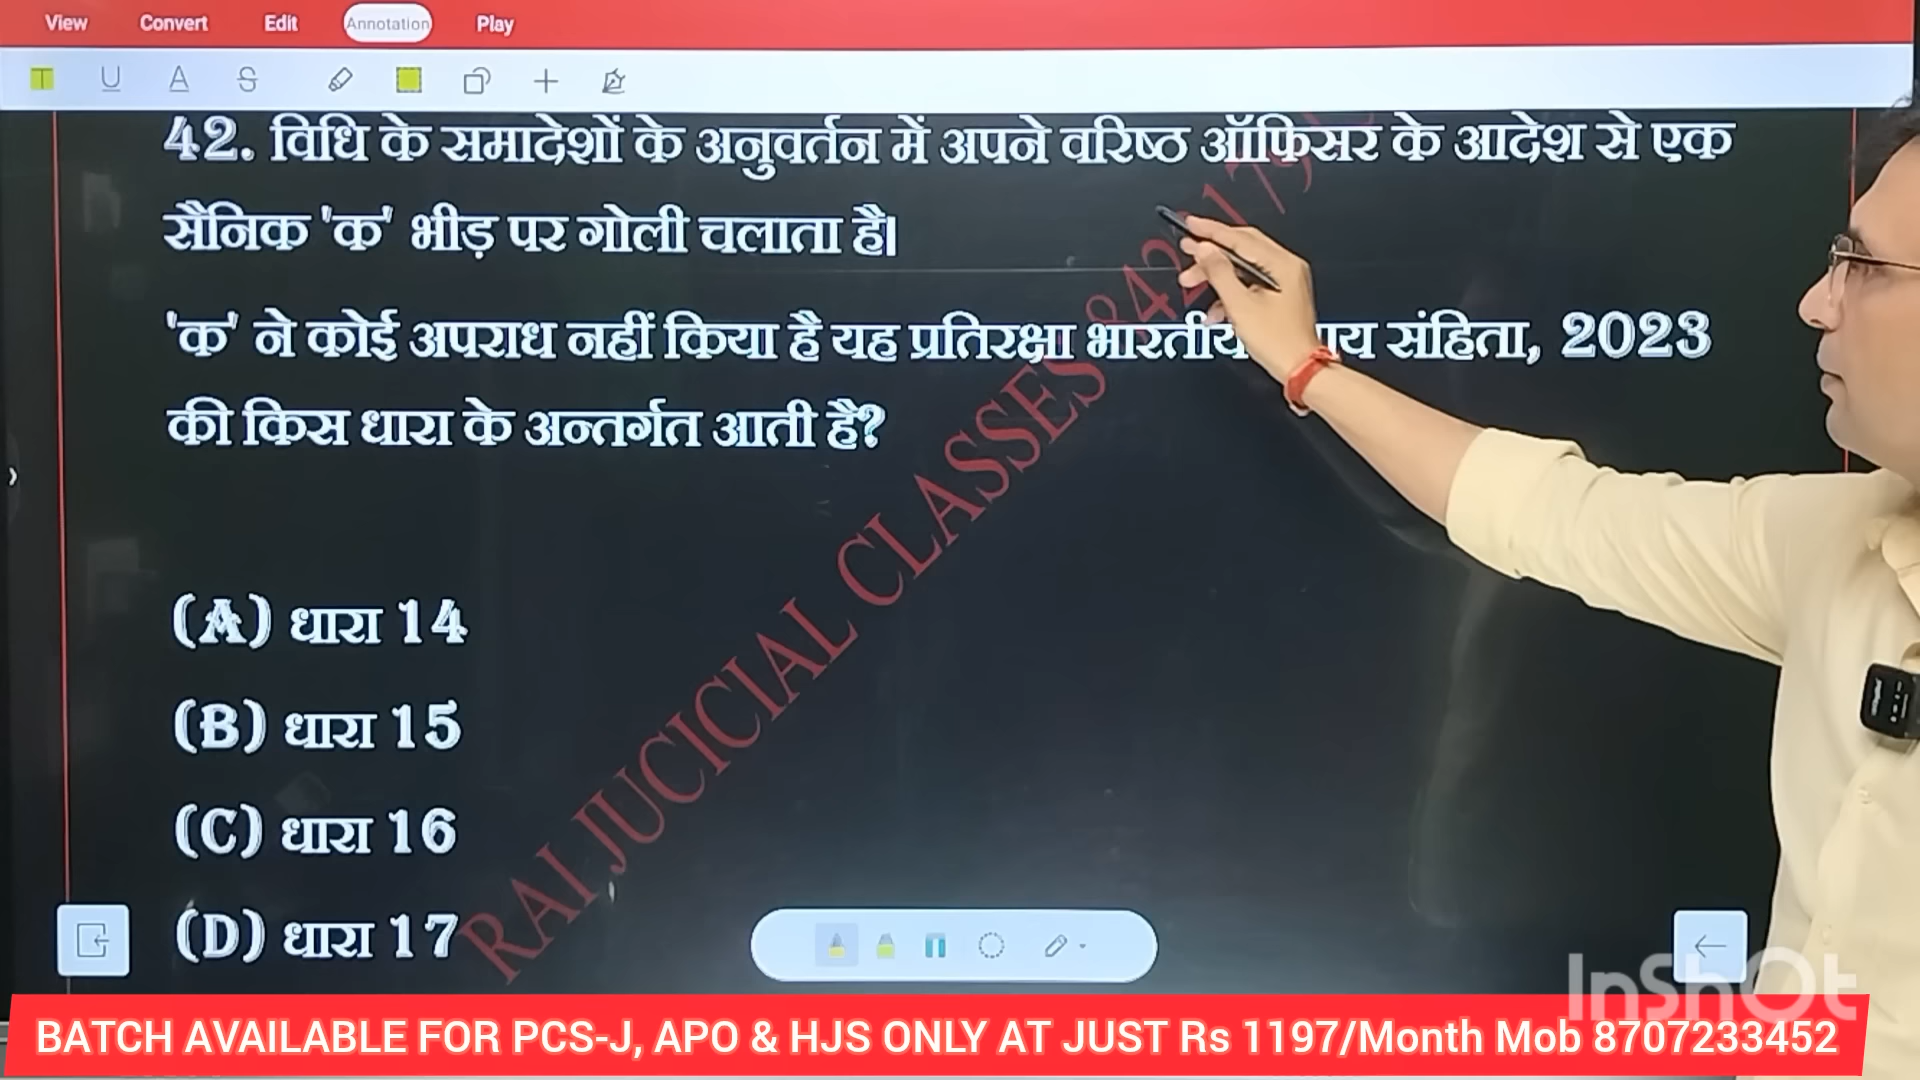 View Convert Edit Annotation Play
T U A S
42. विधि के समादेशों के अनुवर्तन में अपने वरिष्ठ ऑफिसर के आदेश से एक
सैनिक 'क' भीड़ पर गोली चलाता है।
'क' ने कोई अपराध नहीं किया है यह प्रतिरक्षा भारतीय संहिता, 2023
की किस धारा के अन्तर्गत आती है?
(A) धारा 14
(B) धारा 15
(C) धारा 16
(D) धारा 17
RAI JUCICIAL CLASSES
InShOt
BATCH AVAILABLE FOR PCS-J, APO & HJS ONLY AT JUST Rs 1197/Month Mob 8707233452